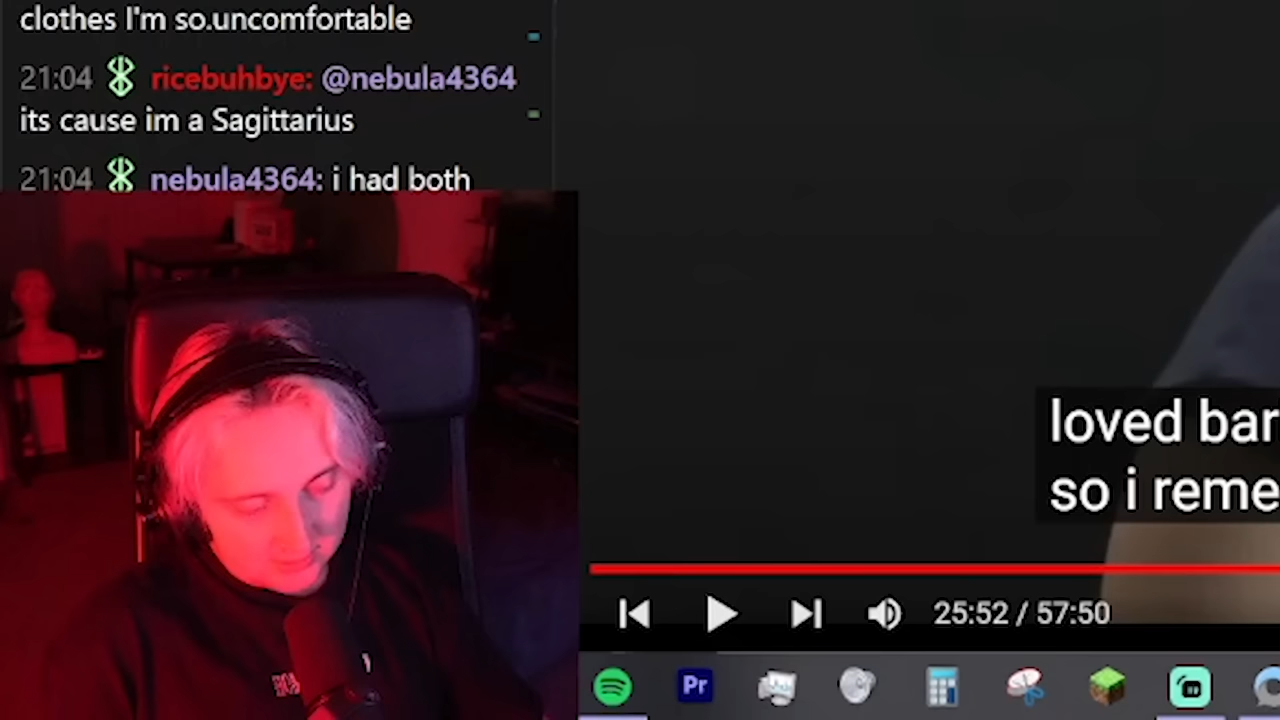 clothes I'm so.uncomfortable
21:04 ricebuhbye: @nebula4364
its cause im a Sagittarius
21:04 nebula4364: i had both
loved bar
so i reme
25:52 / 57:50
Pr